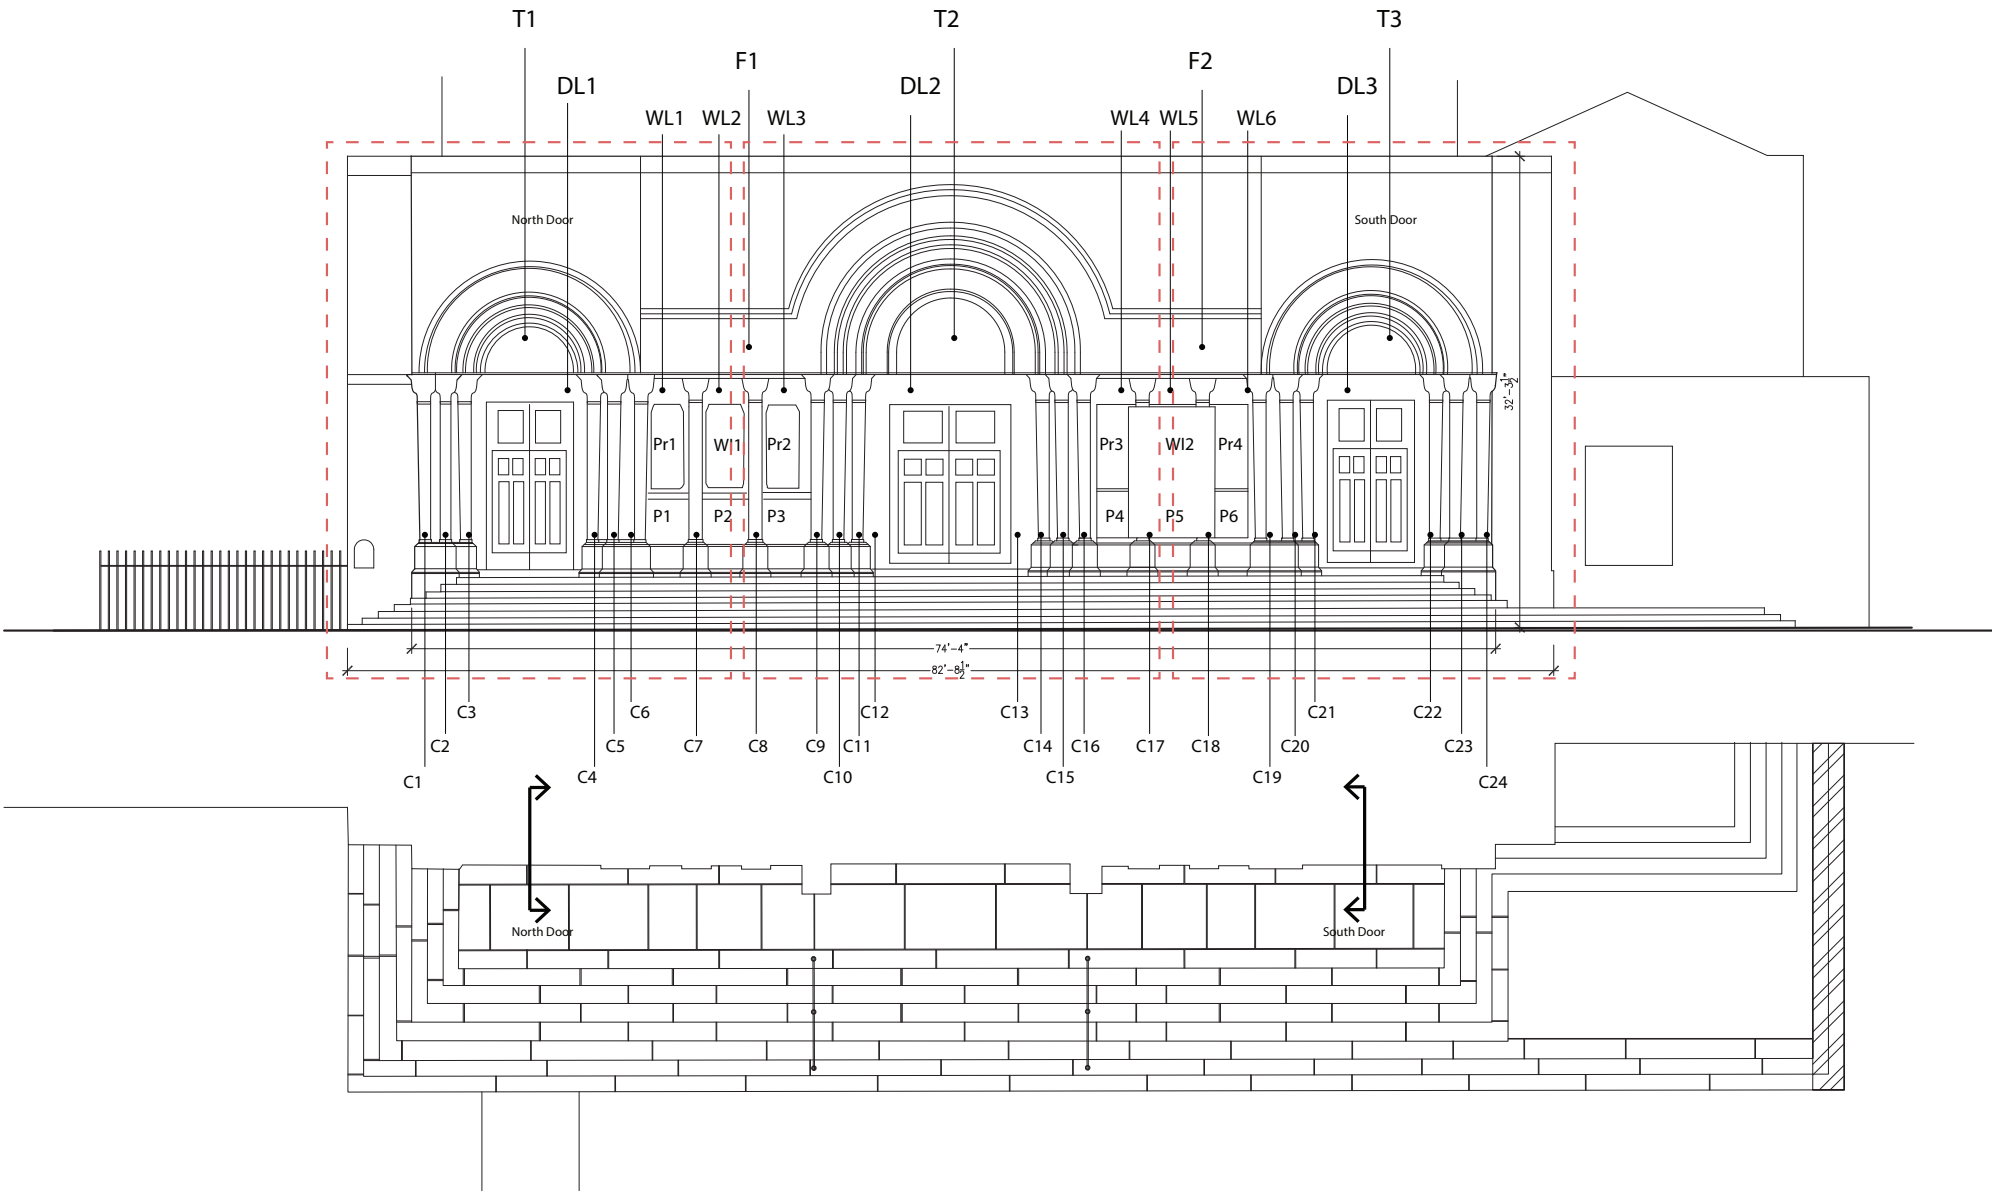 T1 T2 T3
F1 F2
DL1 DL2 DL3
WL1 WL2 WL3 WL4 WL5 WL6
North Door South Door
32'-3½"
Pr1 WI1 Pr2 Pr3 WI2 Pr4
P1 P2 P3 P4 P5 P6
74'-4"
82'-8½"
C3 C6 C12 C13 C21 C22
C2 C5 C7 C8 C9 C11 C14 C16 C17 C18 C20 C23
C1 C4 C10 C15 C19 C24
North Door South Door